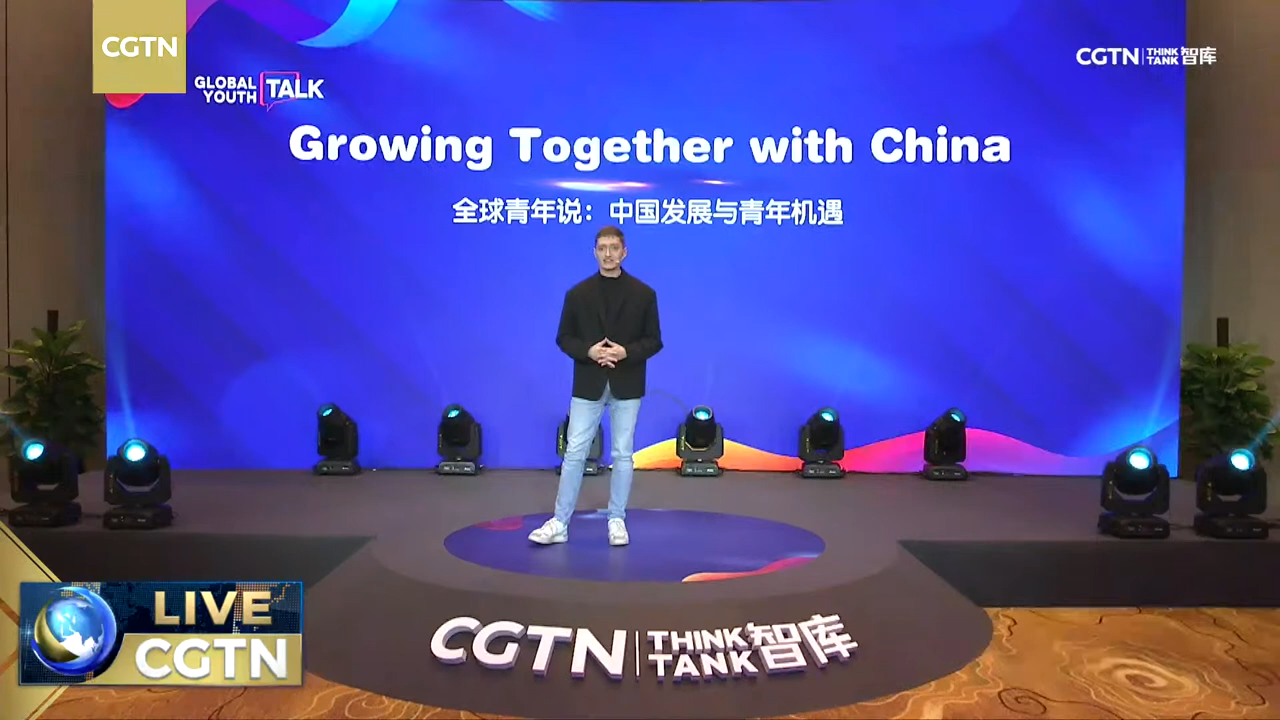 CGTN
CGTN THINK TANK 智库
GLOBAL YOUTH TALK
Growing Together with China
全球青年说：中国发展与青年机遇
LIVE
CGTN
CGTN THINK TANK 智库